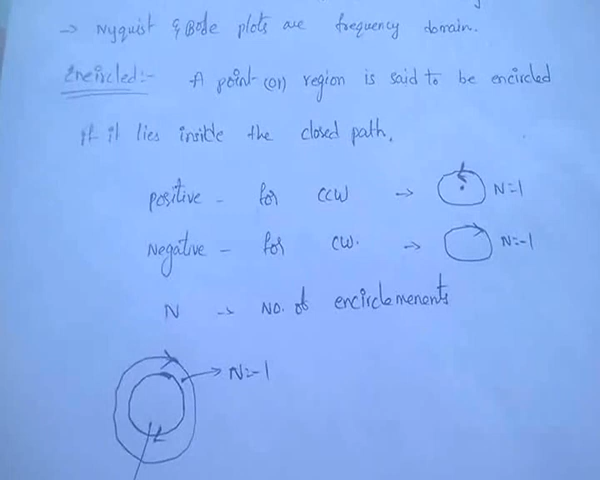 → Nyquist & Bode plots are frequency domain.
Encircled:- A point (or) region is said to be encircled
if it lies inside the closed path.
positive - for CCW → N=1
Negative - for CW. → N=-1
N → No. of encirclemenents
→ N=-1